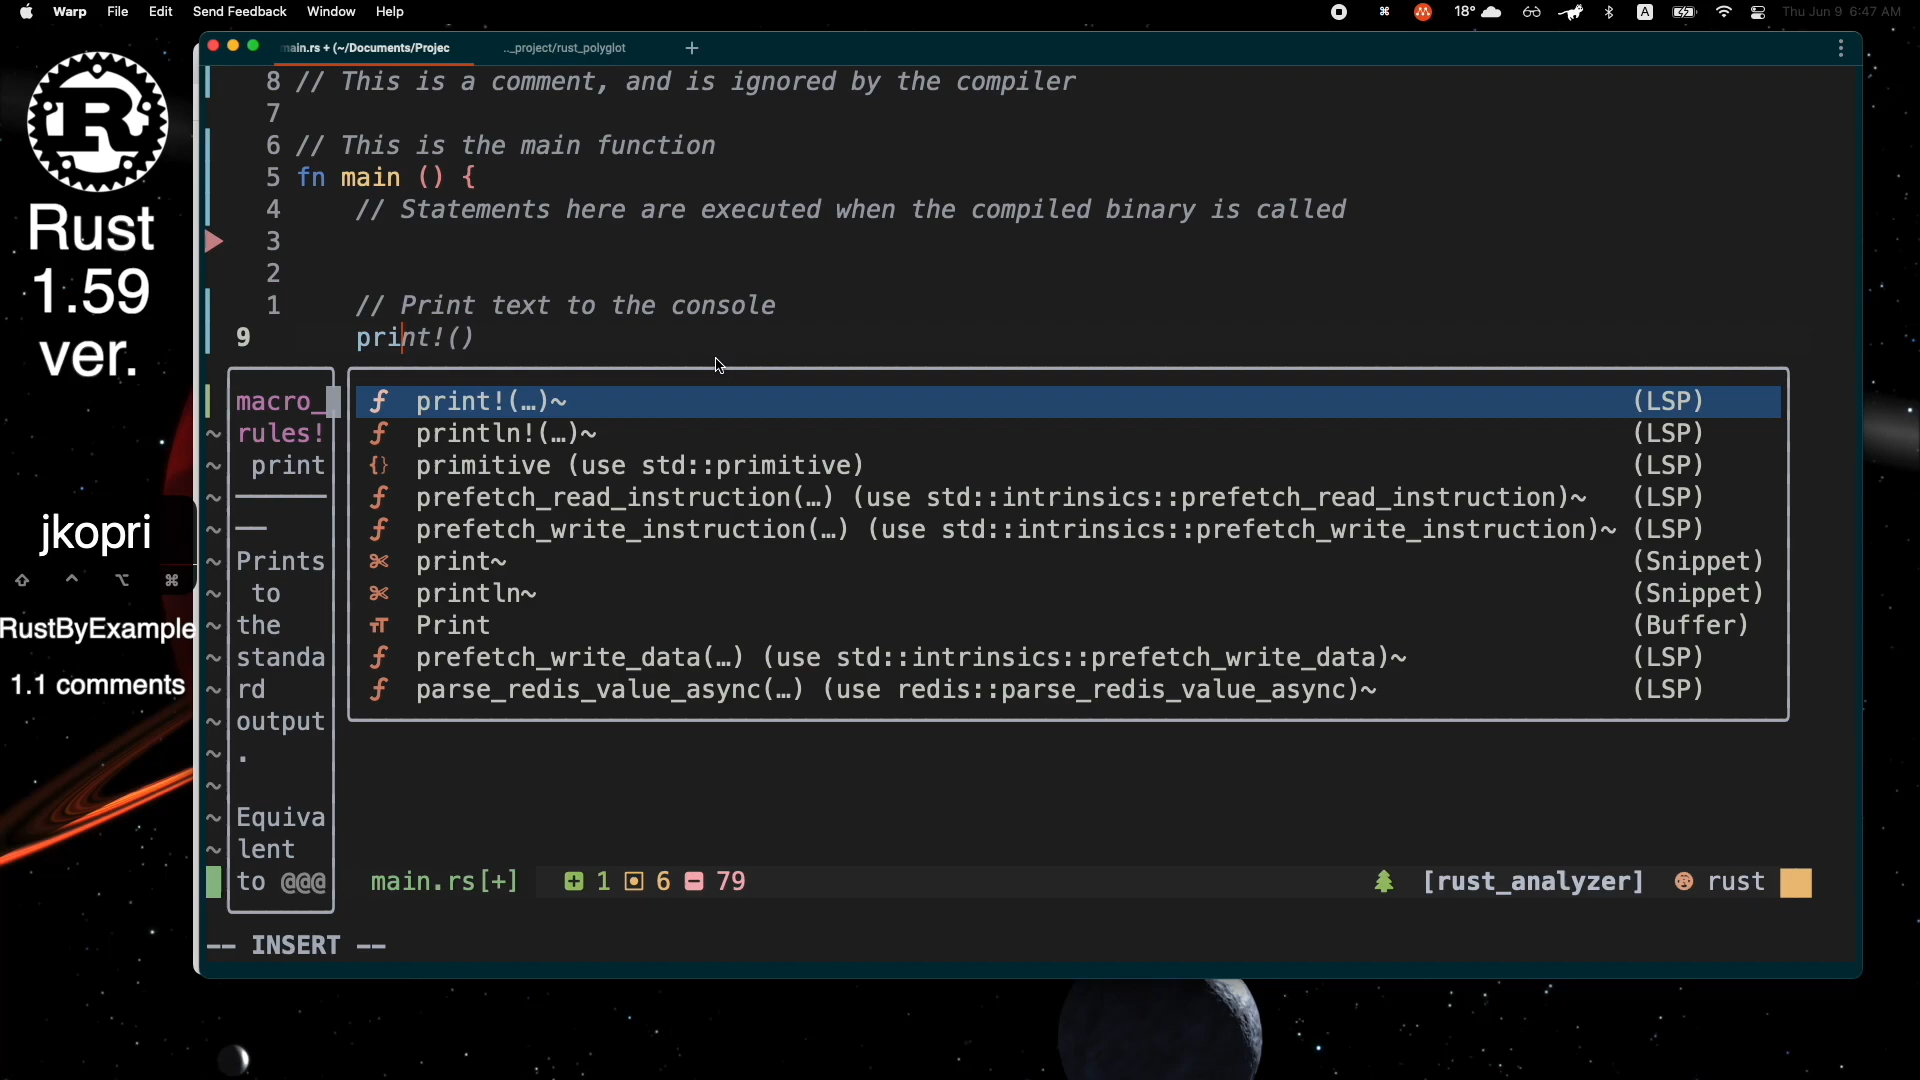 Warp File Edit Send Feedback Window Help
18° A Thu Jun 9 6:47 AM
main.rs + (~/Documents/Projec
.._project/rust_polyglot
+
8 // This is a comment, and is ignored by the compiler
7
6 // This is the main function
5 fn main () {
4 // Statements here are executed when the compiled binary is called
3
2
1 // Print text to the console
9 print!()
R
Rust
1.59
ver.
jkopri
⇧ ⌃ ⌥ ⌘
RustByExample
1.1 comments
macro_
~ rules!
~ print
~
~
~ Prints
~ to
~ the
~ standa
~ rd
~ output
~ .
~
~ Equiva
~ lent
to @@@
print!(…)~ (LSP)
println!(…)~ (LSP)
{} primitive (use std::primitive) (LSP)
prefetch_read_instruction(…) (use std::intrinsics::prefetch_read_instruction)~ (LSP)
prefetch_write_instruction(…) (use std::intrinsics::prefetch_write_instruction)~ (LSP)
print~ (Snippet)
println~ (Snippet)
Print (Buffer)
prefetch_write_data(…) (use std::intrinsics::prefetch_write_data)~ (LSP)
parse_redis_value_async(…) (use redis::parse_redis_value_async)~ (LSP)
main.rs[+] 1 6 79 [rust_analyzer] rust
-- INSERT --